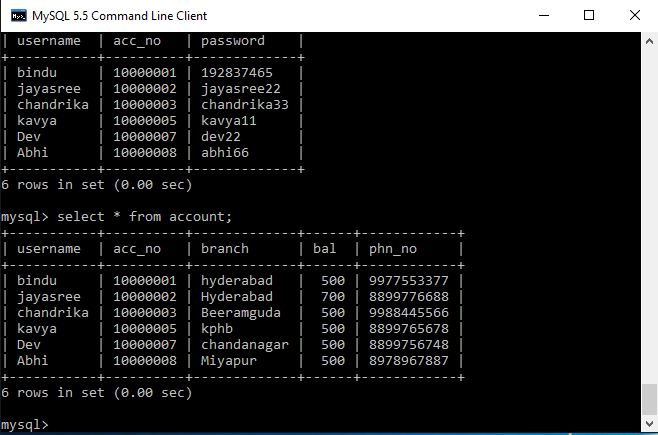 MySQL 5.5 Command Line Client
| username | acc_no | password |
+-----------+----------+-------------+
| bindu | 10000001 | 192837465 |
| jayasree | 10000002 | jayasree22 |
| chandrika | 10000003 | chandrika33 |
| kavya | 10000005 | kavya11 |
| Dev | 10000007 | dev22 |
| Abhi | 10000008 | abhi66 |
+-----------+----------+-------------+
6 rows in set (0.00 sec)
mysql> select * from account;
+-----------+----------+-------------+------+------------+
| username | acc_no | branch | bal | phn_no |
+-----------+----------+-------------+------+------------+
| bindu | 10000001 | hyderabad | 500 | 9977553377 |
| jayasree | 10000002 | Hyderabad | 700 | 8899776688 |
| chandrika | 10000003 | Beeramguda | 500 | 9988445566 |
| kavya | 10000005 | kphb | 500 | 8899765678 |
| Dev | 10000007 | chandanagar | 500 | 8899756748 |
| Abhi | 10000008 | Miyapur | 500 | 8978967887 |
+-----------+----------+-------------+------+------------+
6 rows in set (0.00 sec)
mysql>